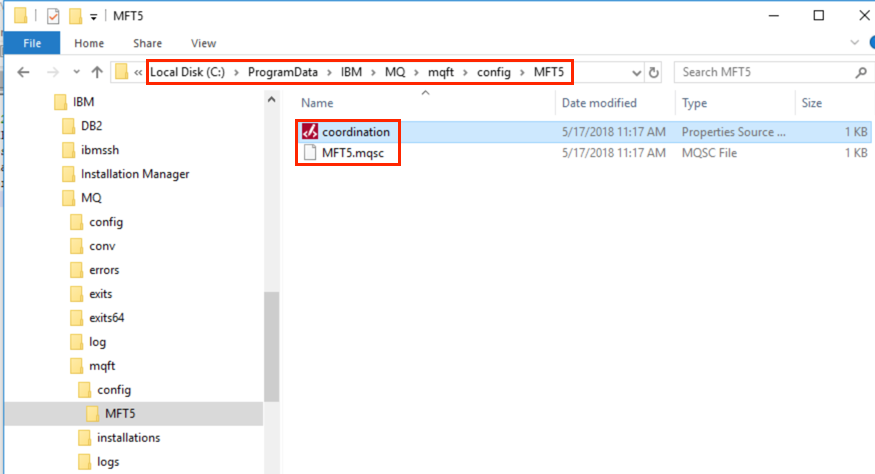 MFT5
File Home Share View
« Local Disk (C:) > ProgramData > IBM > MQ > mqft > config > MFT5
Search MFT5
IBM
DB2
ibmssh
Installation Manager
MQ
config
conv
errors
exits
exits64
log
mqft
config
MFT5
installations
logs
Name Date modified Type Size
coordination 5/17/2018 11:17 AM Properties Source ... 1 KB
MFT5.mqsc 5/17/2018 11:17 AM MQSC File 1 KB